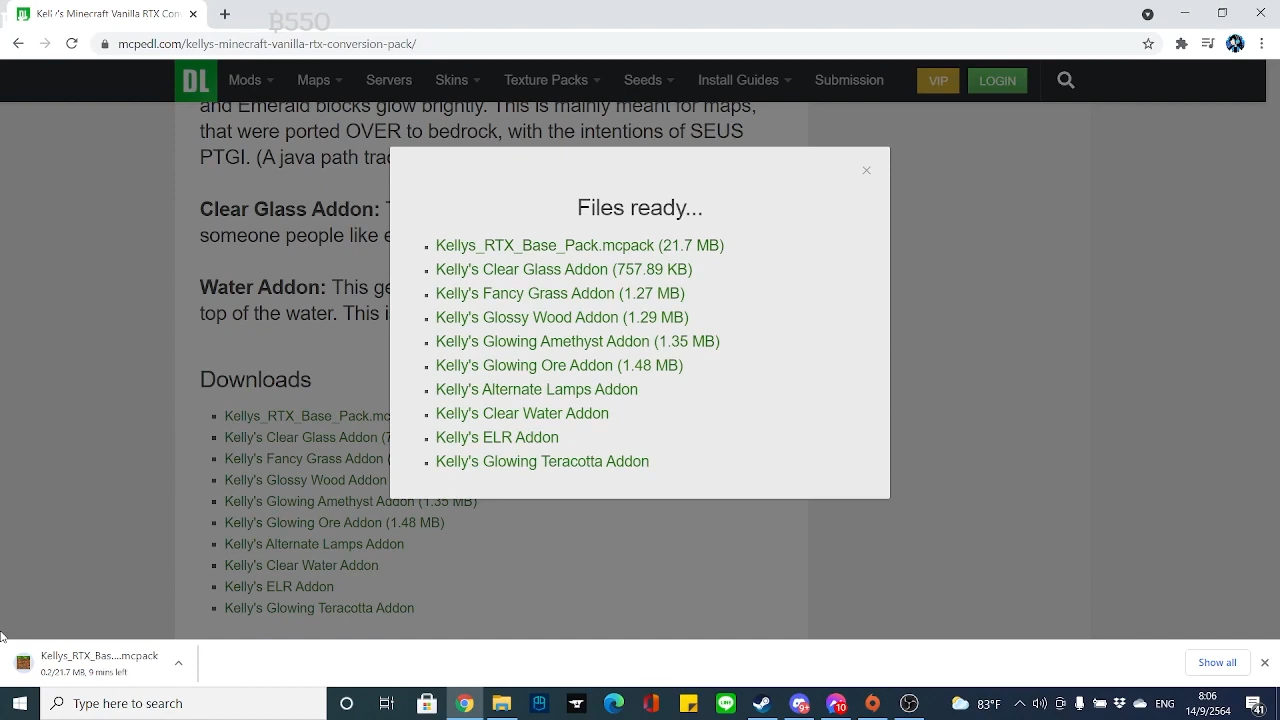 Kelly's Minecraft Vanilla RTX Con
฿550
mcpedl.com/kellys-minecraft-vanilla-rtx-conversion-pack/
DL
Mods
Maps
Servers
Skins
Texture Packs
Seeds
Install Guides
Submission
VIP
LOGIN
and Emerald blocks glow brightly. This is mainly meant for maps,
that were ported OVER to bedrock, with the intentions of SEUS
PTGI. (A java path trac
Clear Glass Addon: T
someone people like e
Water Addon: This ge
top of the water. This i
Files ready...
Kellys_RTX_Base_Pack.mcpack (21.7 MB)
Kelly's Clear Glass Addon (757.89 KB)
Kelly's Fancy Grass Addon (1.27 MB)
Kelly's Glossy Wood Addon (1.29 MB)
Kelly's Glowing Amethyst Addon (1.35 MB)
Kelly's Glowing Ore Addon (1.48 MB)
Kelly's Alternate Lamps Addon
Kelly's Clear Water Addon
Kelly's ELR Addon
Kelly's Glowing Teracotta Addon
Downloads
Kellys_RTX_Base_Pack.mc
Kelly's Clear Glass Addon (7
Kelly's Fancy Grass Addon (
Kelly's Glossy Wood Addon
Kelly's Glowing Amethyst Addon (1.35 MB)
Kelly's Glowing Ore Addon (1.48 MB)
Kelly's Alternate Lamps Addon
Kelly's Clear Water Addon
Kelly's ELR Addon
Kelly's Glowing Teracotta Addon
Kellys_RTX_Bas....mcpack
0.2/21.7 MB, 9 mins left
Show all
Type here to search
LINE
9+
10
83°F
8:06
14/9/2564
41